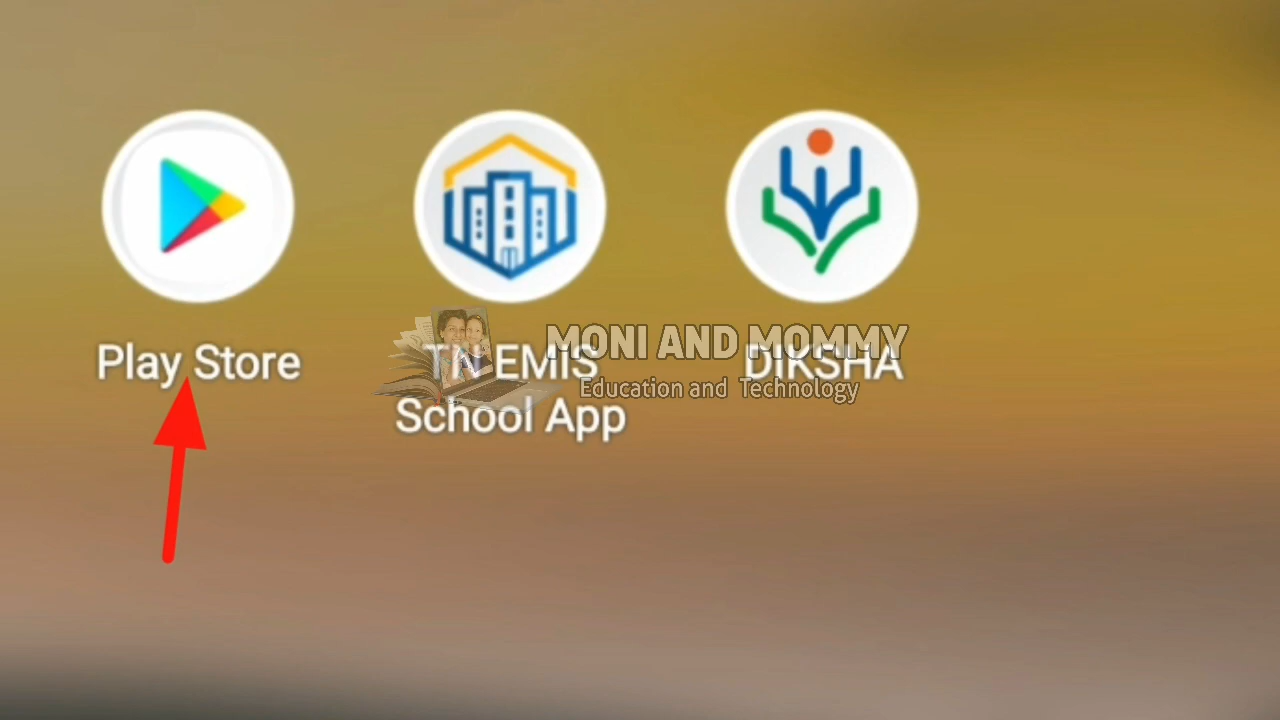 Play Store
TN EMIS
School App
DIKSHA
MONI AND MOMMY
Education and Technology